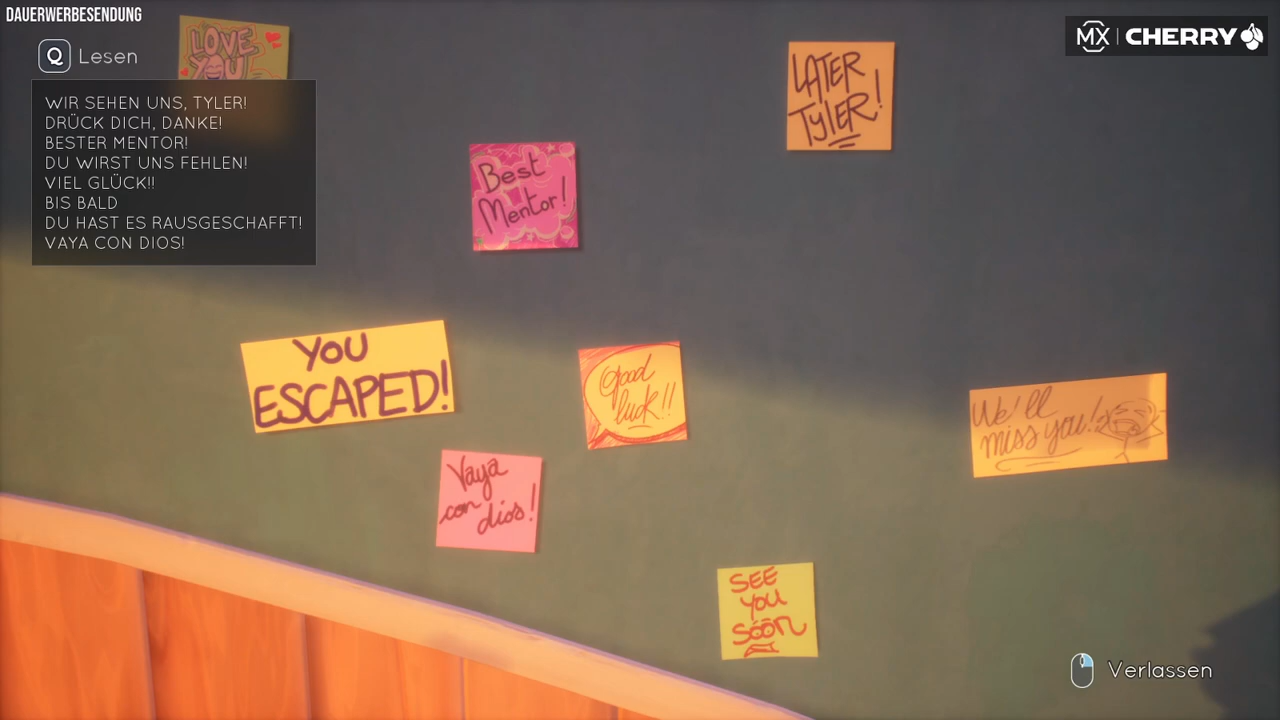 DAUERWERBESENDUNG
Q Lesen
WIR SEHEN UNS, TYLER!
DRÜCK DICH, DANKE!
BESTER MENTOR!
DU WIRST UNS FEHLEN!
VIEL GLÜCK!!
BIS BALD
DU HAST ES RAUSGESCHAFFT!
VAYA CON DIOS!
MX | CHERRY
LOVE
YOU
LATER
TYLER!
Best
Mentor!
YOU
ESCAPED!
Good
luck!!
We'll
miss you!
Vaya
con dios!
SEE
YOU
SOON
Verlassen